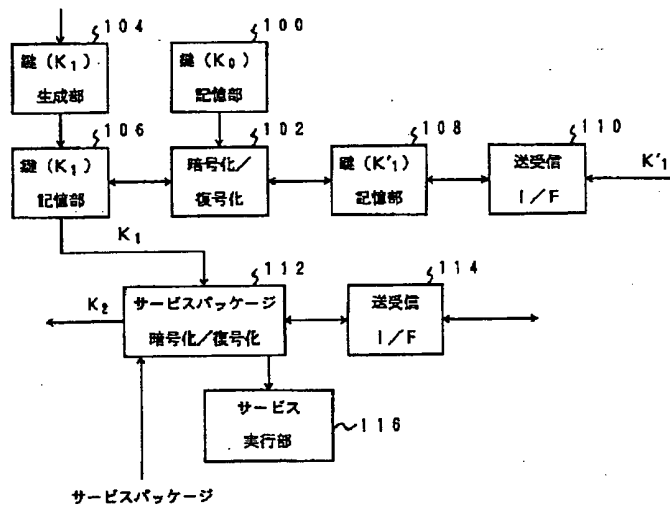 104
100
鍵(K₁)
生成部
鍵(K₀)
記憶部
106
102
108
110
鍵(K₁)
記憶部
暗号化/
復号化
鍵(K'₁)
記憶部
送受信
I/F
K'₁
K₁
112
114
K₂
サービスパッケージ
暗号化/復号化
送受信
I/F
サービス
実行部
116
サービスパッケージ